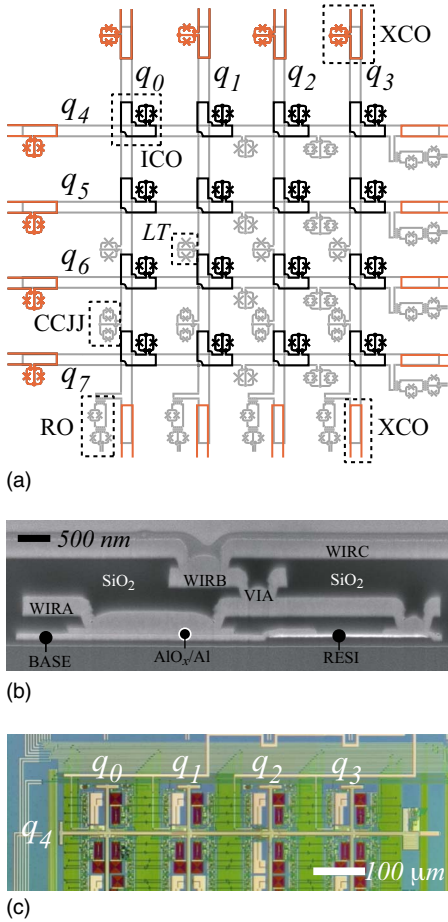 XCO
q0 q1 q2 q3
q4
ICO
q5
LT
q6
CCJJ
q7
RO
XCO
(a)
500 nm
WIRC
SiO2
WIRB
SiO2
VIA
WIRA
BASE
AlOx/Al
RESI
(b)
q0 q1 q2 q3
q4
100 µm
(c)